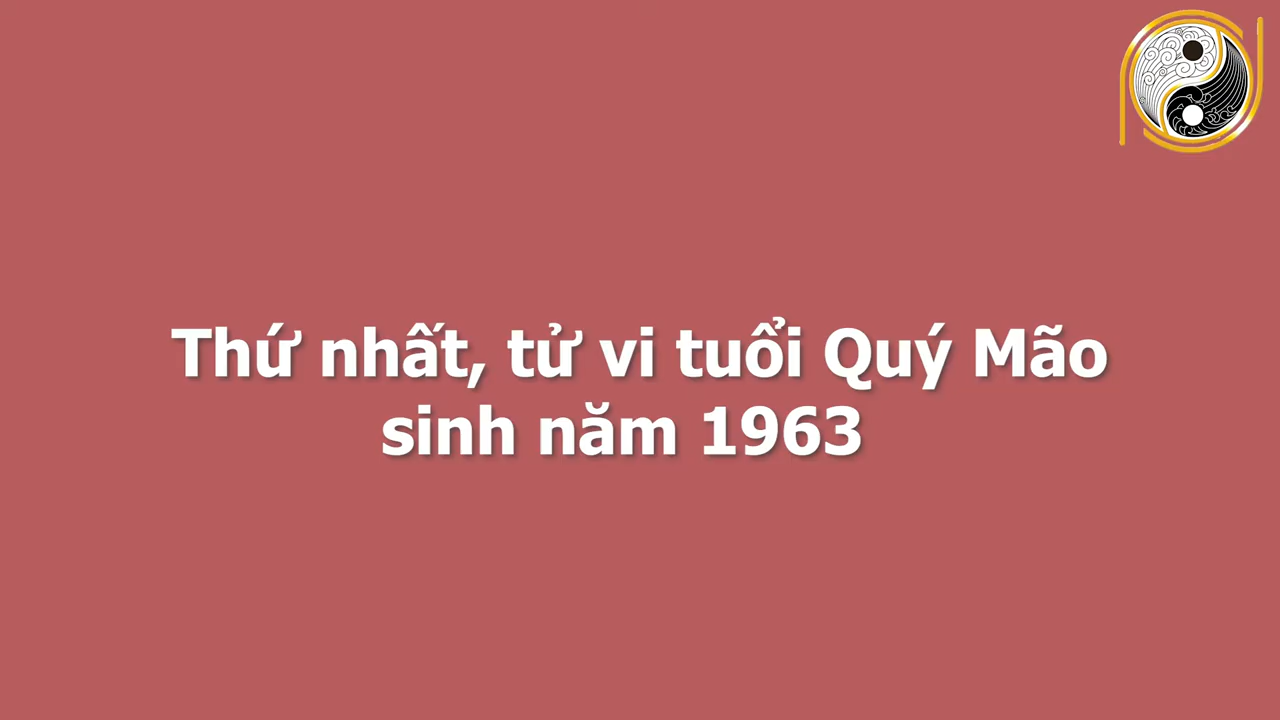 Thứ nhất, tử vi tuổi Quý Mão
sinh năm 1963